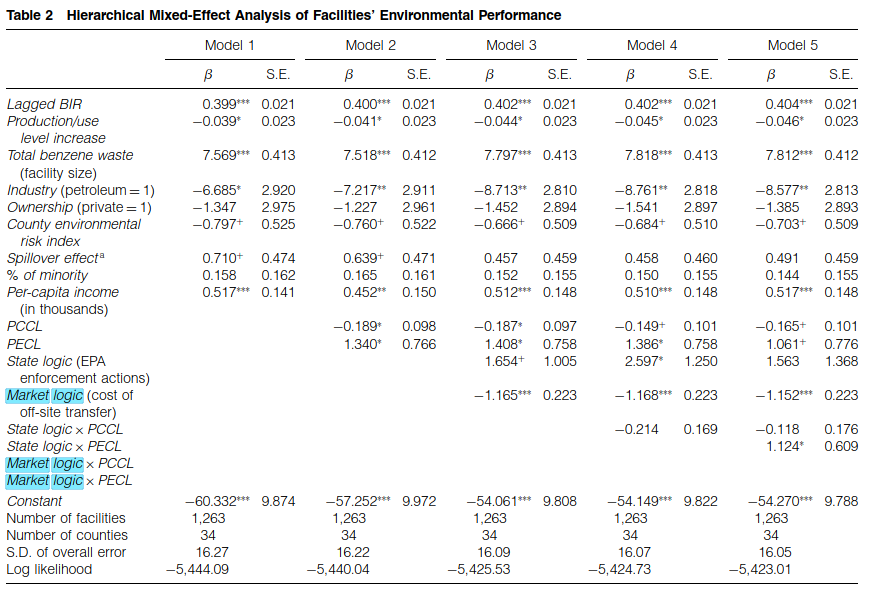 Table 2 Hierarchical Mixed-Effect Analysis of Facilities’ Environmental Performance
Model 1 Model 2 Model 3 Model 4 Model 5
β S.E. β S.E. β S.E. β S.E. β S.E.
Lagged BIR 0.399*** 0.021 0.400*** 0.021 0.402*** 0.021 0.402*** 0.021 0.404*** 0.021
Production/use −0.039* 0.023 −0.041* 0.023 −0.044* 0.023 −0.045* 0.023 −0.046* 0.023
level increase
Total benzene waste 7.569*** 0.413 7.518*** 0.412 7.797*** 0.413 7.818*** 0.413 7.812*** 0.412
(facility size)
Industry (petroleum = 1) −6.685* 2.920 −7.217** 2.911 −8.713** 2.810 −8.761** 2.818 −8.577** 2.813
Ownership (private = 1) −1.347 2.975 −1.227 2.961 −1.452 2.894 −1.541 2.897 −1.385 2.893
County environmental −0.797+ 0.525 −0.760+ 0.522 −0.666+ 0.509 −0.684+ 0.510 −0.703+ 0.509
risk index
Spillover effectᵃ 0.710+ 0.474 0.639+ 0.471 0.457 0.459 0.458 0.460 0.491 0.459
% of minority 0.158 0.162 0.165 0.161 0.152 0.155 0.150 0.155 0.144 0.155
Per-capita income 0.517*** 0.141 0.452** 0.150 0.512*** 0.148 0.510*** 0.148 0.517*** 0.148
(in thousands)
PCCL −0.189* 0.098 −0.187* 0.097 −0.149+ 0.101 −0.165+ 0.101
PECL 1.340* 0.766 1.408* 0.758 1.386* 0.758 1.061+ 0.776
State logic (EPA 1.654+ 1.005 2.597* 1.250 1.563 1.368
enforcement actions)
Market logic (cost of −1.165*** 0.223 −1.168*** 0.223 −1.152*** 0.223
off-site transfer)
State logic × PCCL −0.214 0.169 −0.118 0.176
State logic × PECL 1.124* 0.609
Market logic × PCCL
Market logic × PECL
Constant −60.332*** 9.874 −57.252*** 9.972 −54.061*** 9.808 −54.149*** 9.822 −54.270*** 9.788
Number of facilities 1,263 1,263 1,263 1,263 1,263
Number of counties 34 34 34 34 34
S.D. of overall error 16.27 16.22 16.09 16.07 16.05
Log likelihood −5,444.09 −5,440.04 −5,425.53 −5,424.73 −5,423.01